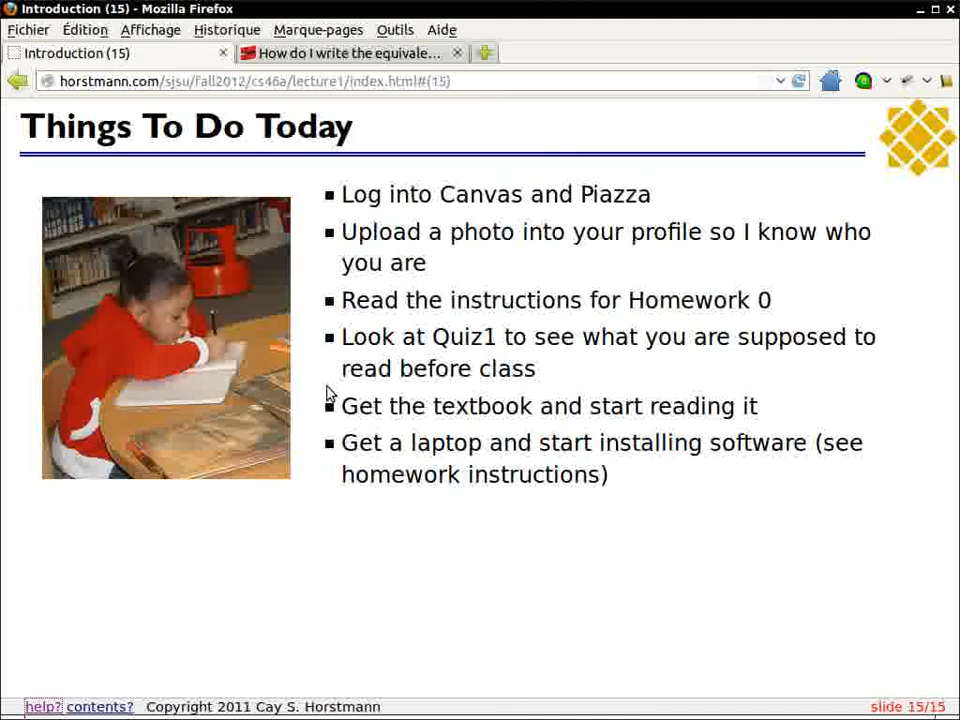 Introduction (15) - Mozilla Firefox
Fichier Édition Affichage Historique Marque-pages Outils Aide
Introduction (15) How do I write the equivale...
horstmann.com/sjsu/fall2012/cs46a/lecture1/index.html#(15)
Things To Do Today
Log into Canvas and Piazza
Upload a photo into your profile so I know who
you are
Read the instructions for Homework 0
Look at Quiz1 to see what you are supposed to
read before class
Get the textbook and start reading it
Get a laptop and start installing software (see
homework instructions)
help? contents? Copyright 2011 Cay S. Horstmann slide 15/15